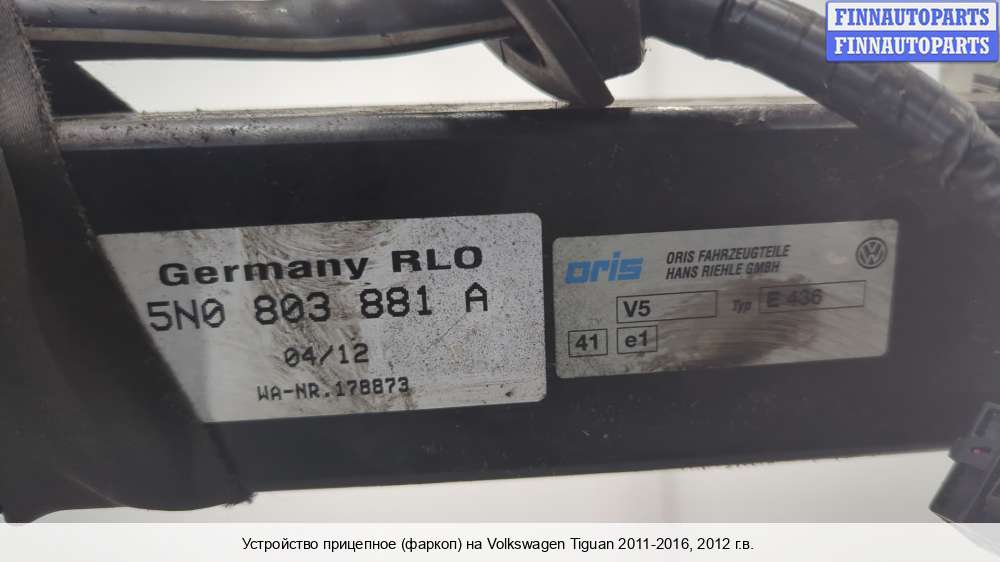 FINNAUTOPARTS
FINNAUTOPARTS
Germany RLO
5N0 803 881 A
04/12
WA-NR.178873
oris
ORIS FAHRZEUGTEILE
HANS RIEHLE GMBH
V5
Typ E 436
41 e1
Устройство прицепное (фаркоп) на Volkswagen Tiguan 2011-2016, 2012 г.в.